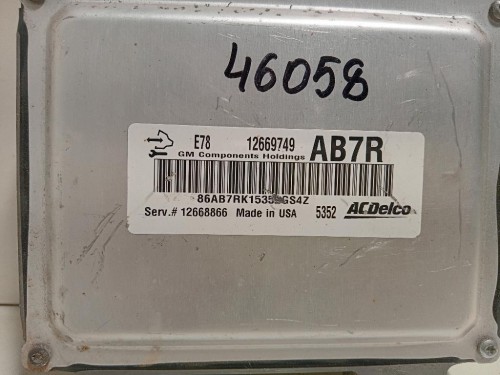 46058
E78 12669749 AB7R
GM Components Holdings
Serv.# 12668866 Made in USA 5352 ACDelco